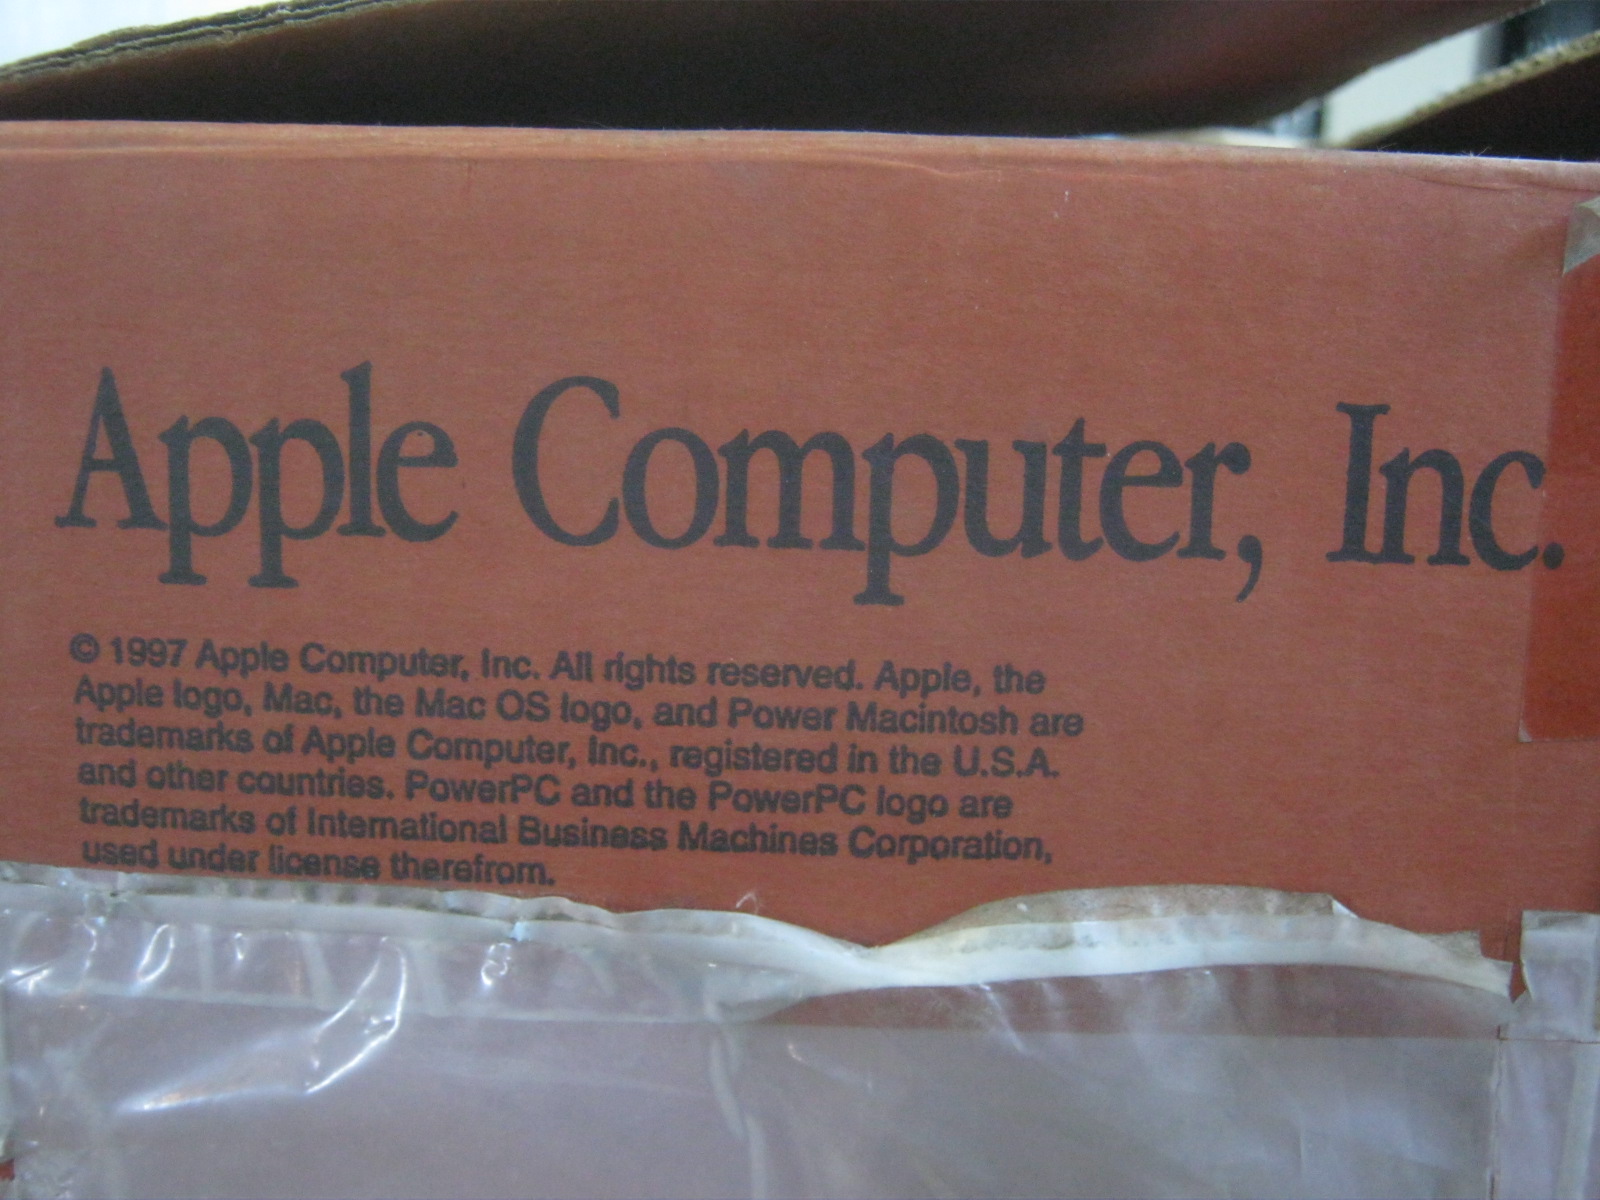 Apple Computer, Inc.
© 1997 Apple Computer, Inc. All rights reserved. Apple, the
Apple logo, Mac, the Mac OS logo, and Power Macintosh are
trademarks of Apple Computer, Inc., registered in the U.S.A.
and other countries. PowerPC and the PowerPC logo are
trademarks of International Business Machines Corporation,
used under license therefrom.